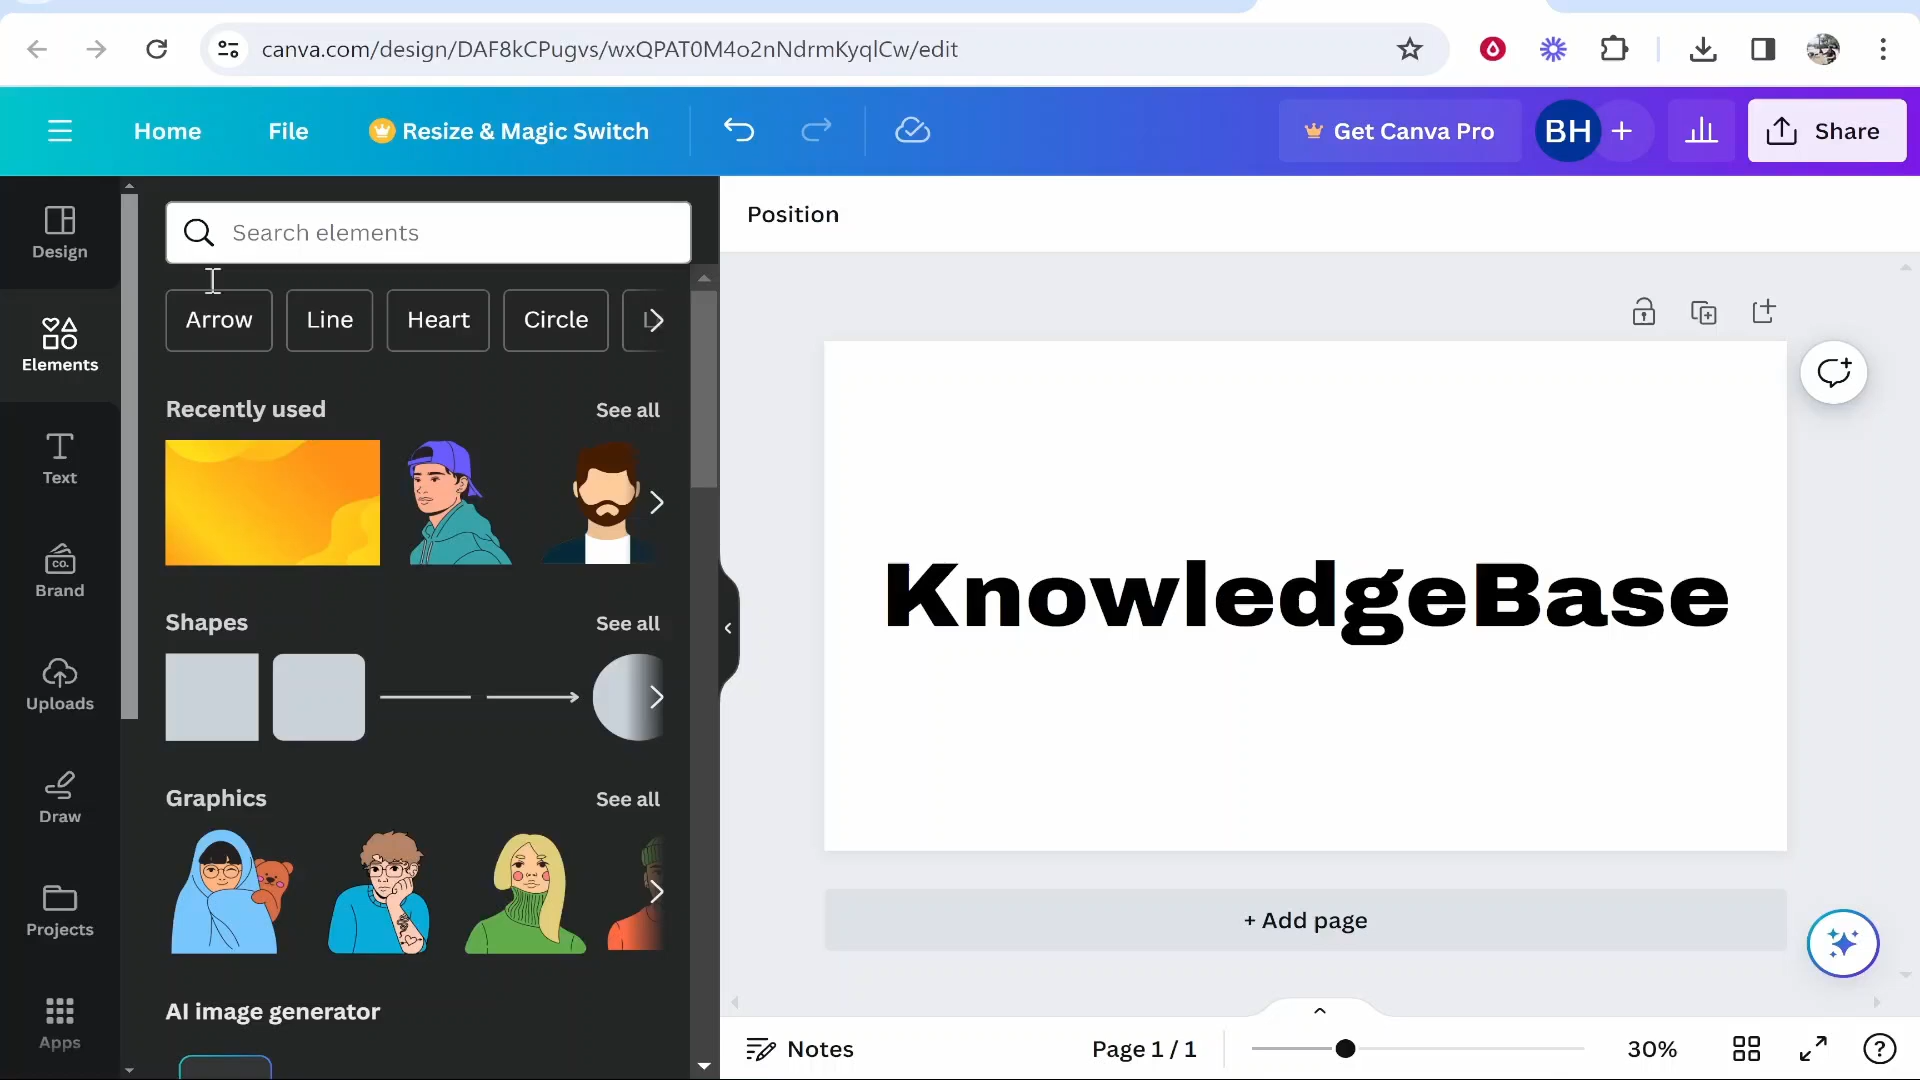 canva.com/design/DAF8kCPugvs/wxQPAT0M4o2nNdrmKyqlCw/edit
Home
File
Resize & Magic Switch
Get Canva Pro
BH
Share
Design
Elements
Text
CO.
Brand
Uploads
Draw
Projects
Apps
Search elements
Arrow
Line
Heart
Circle
Recently used
See all
Shapes
See all
Graphics
See all
AI image generator
Position
KnowledgeBase
+ Add page
Notes
Page 1 / 1
30%